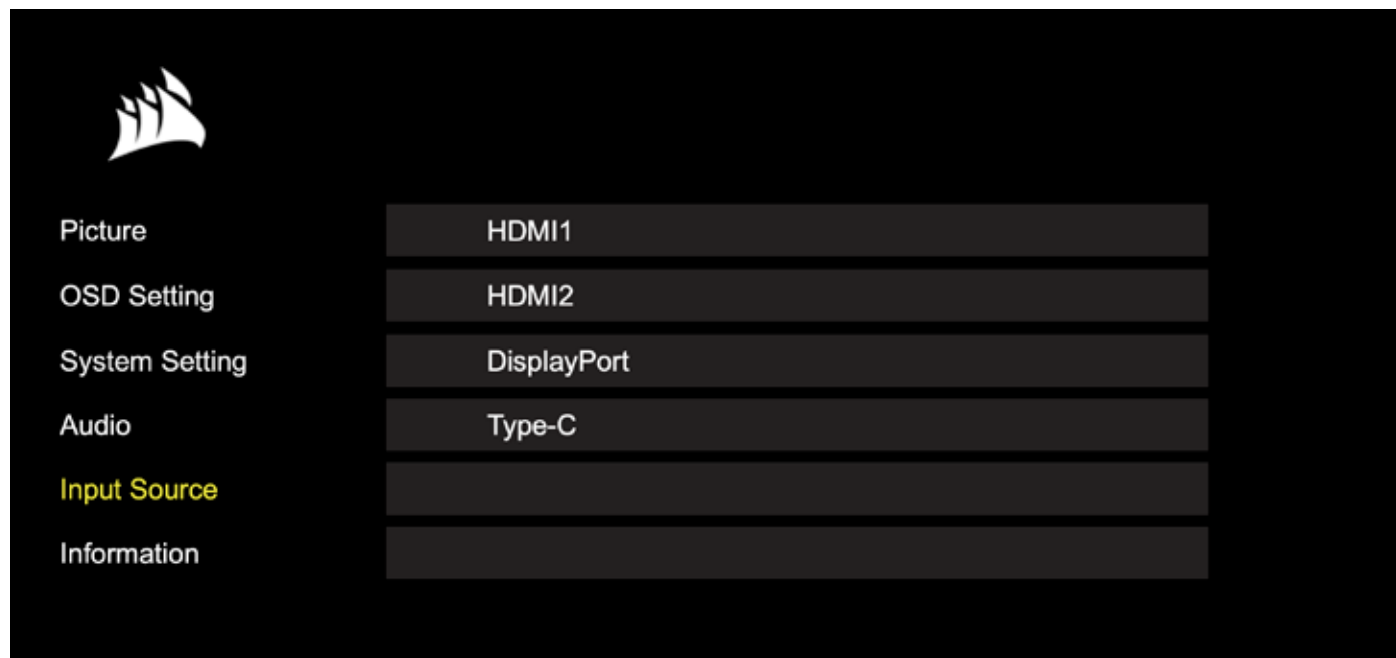 Picture
HDMI1
OSD Setting
HDMI2
System Setting
DisplayPort
Audio
Type-C
Input Source
Information